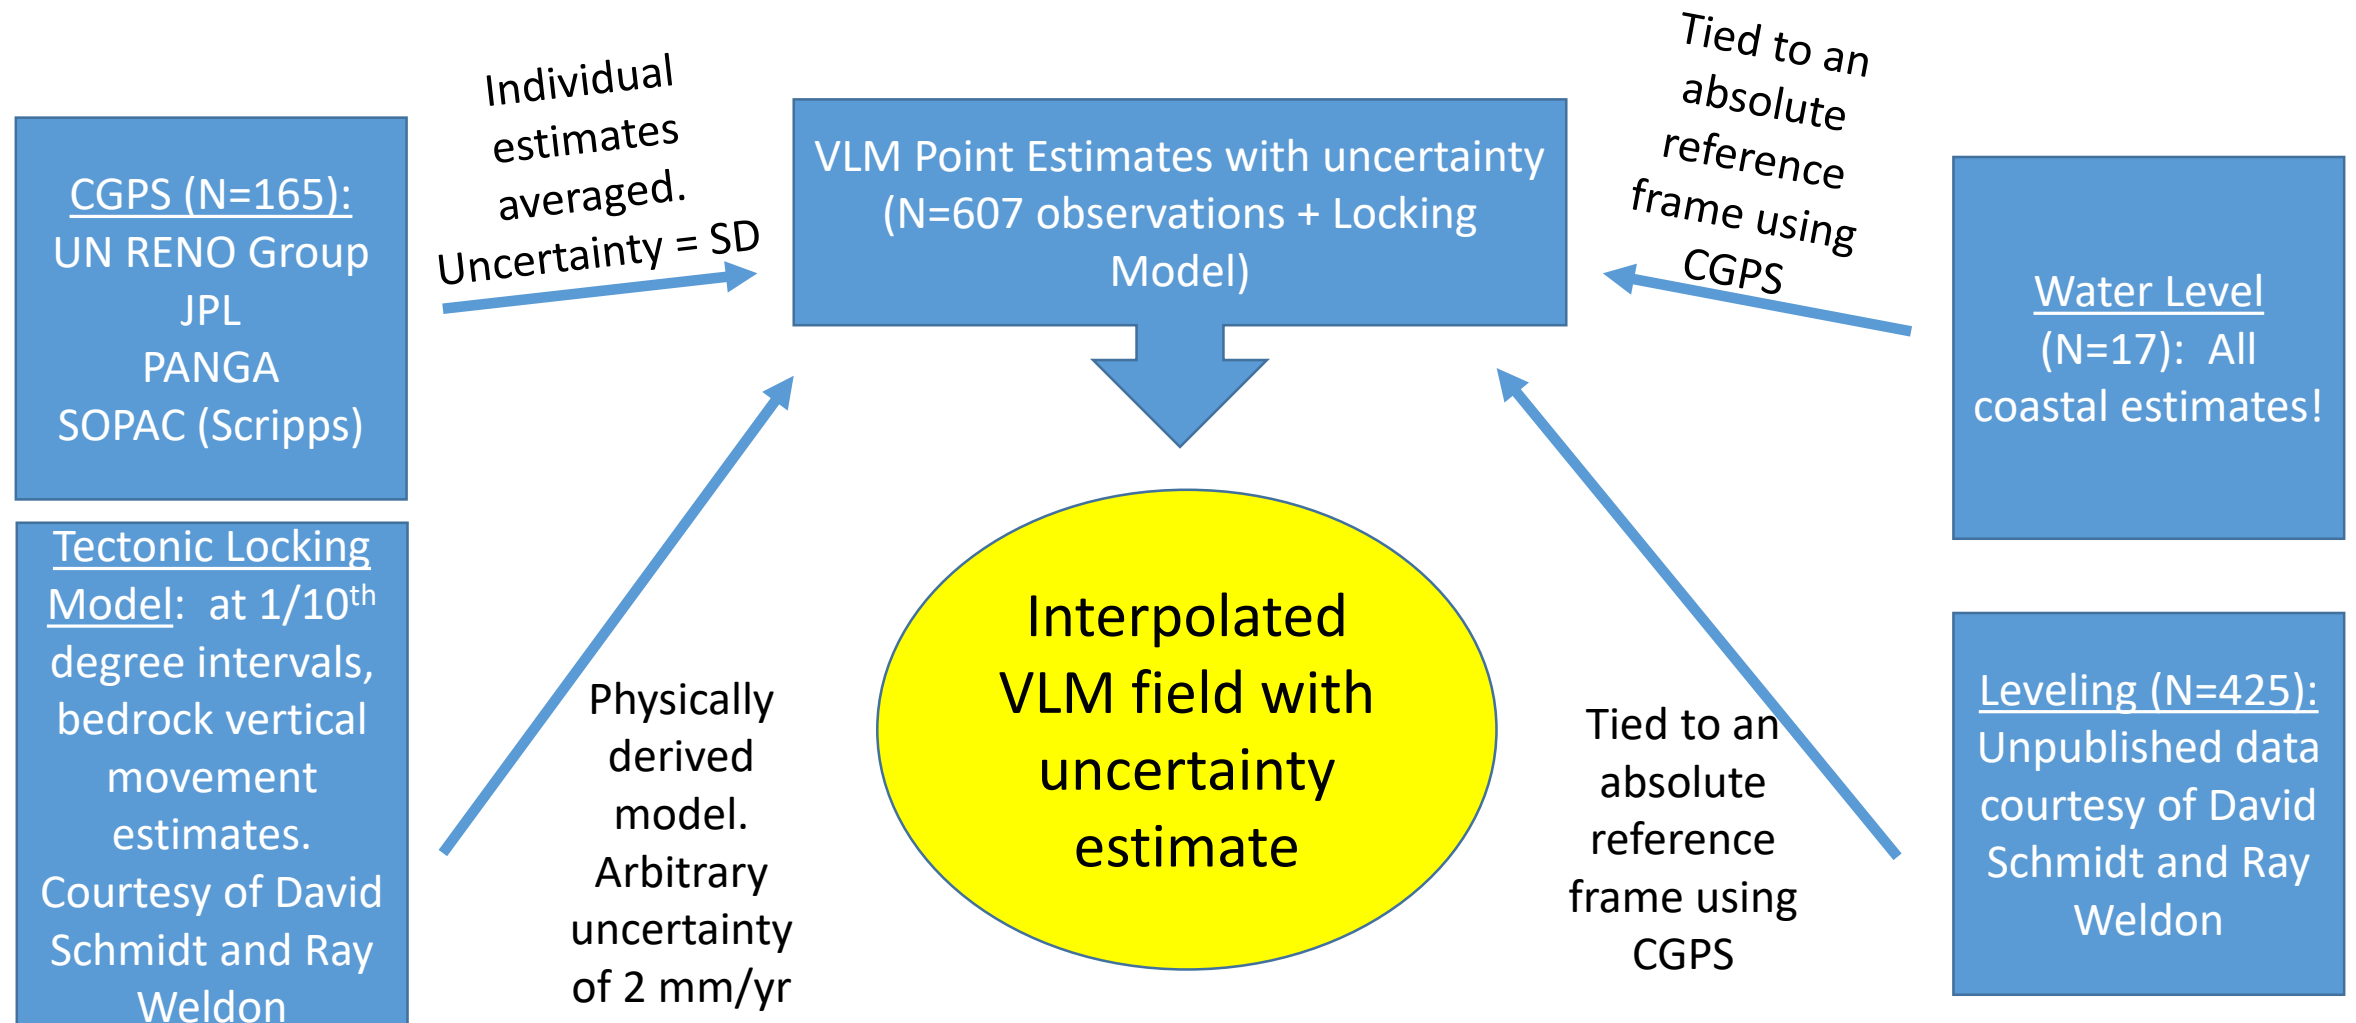 CGPS (N=165):
UN RENO Group
JPL
PANGA
SOPAC (Scripps)
Tectonic Locking
Model:  at 1/10th
degree intervals,
bedrock vertical
movement
estimates.
Courtesy of David
Schmidt and Ray
Weldon
Individual
estimates
averaged.
Uncertainty = SD
Physically
derived
model.
Arbitrary
uncertainty
of 2 mm/yr
VLM Point Estimates with uncertainty
(N=607 observations + Locking
Model)
Interpolated
VLM field with
uncertainty
estimate
Tied to an
absolute
reference
frame using
CGPS
Tied to an
absolute
reference
frame using
CGPS
Water Level
(N=17):  All
coastal estimates!
Leveling (N=425):
Unpublished data
courtesy of David
Schmidt and Ray
Weldon